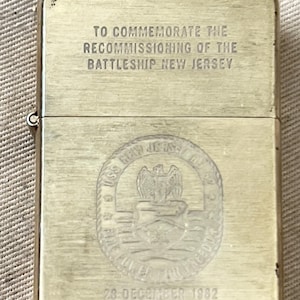 TO COMMEMORATE THE
RECOMMISSIONING OF THE
BATTLESHIP NEW JERSEY
28 DECEMBER 1982